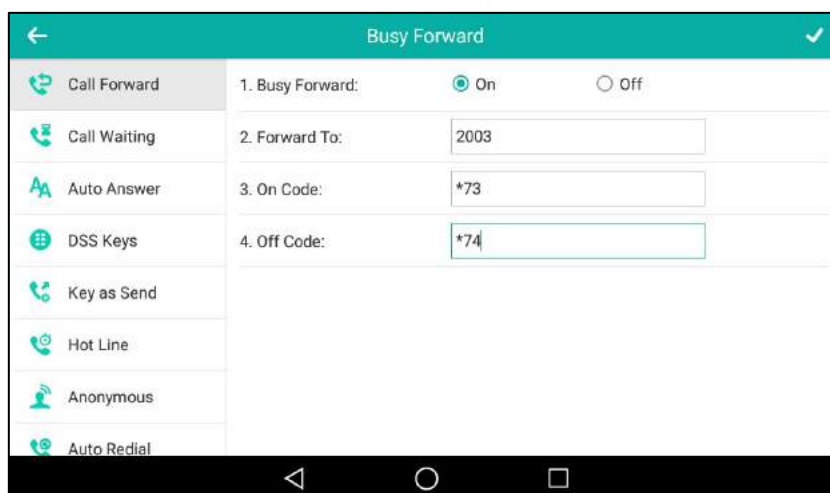 Busy Forward
Call Forward
1. Busy Forward: On Off
Call Waiting
2. Forward To: 2003
Auto Answer
3. On Code: *73
DSS Keys
4. Off Code: *74
Key as Send
Hot Line
Anonymous
Auto Redial